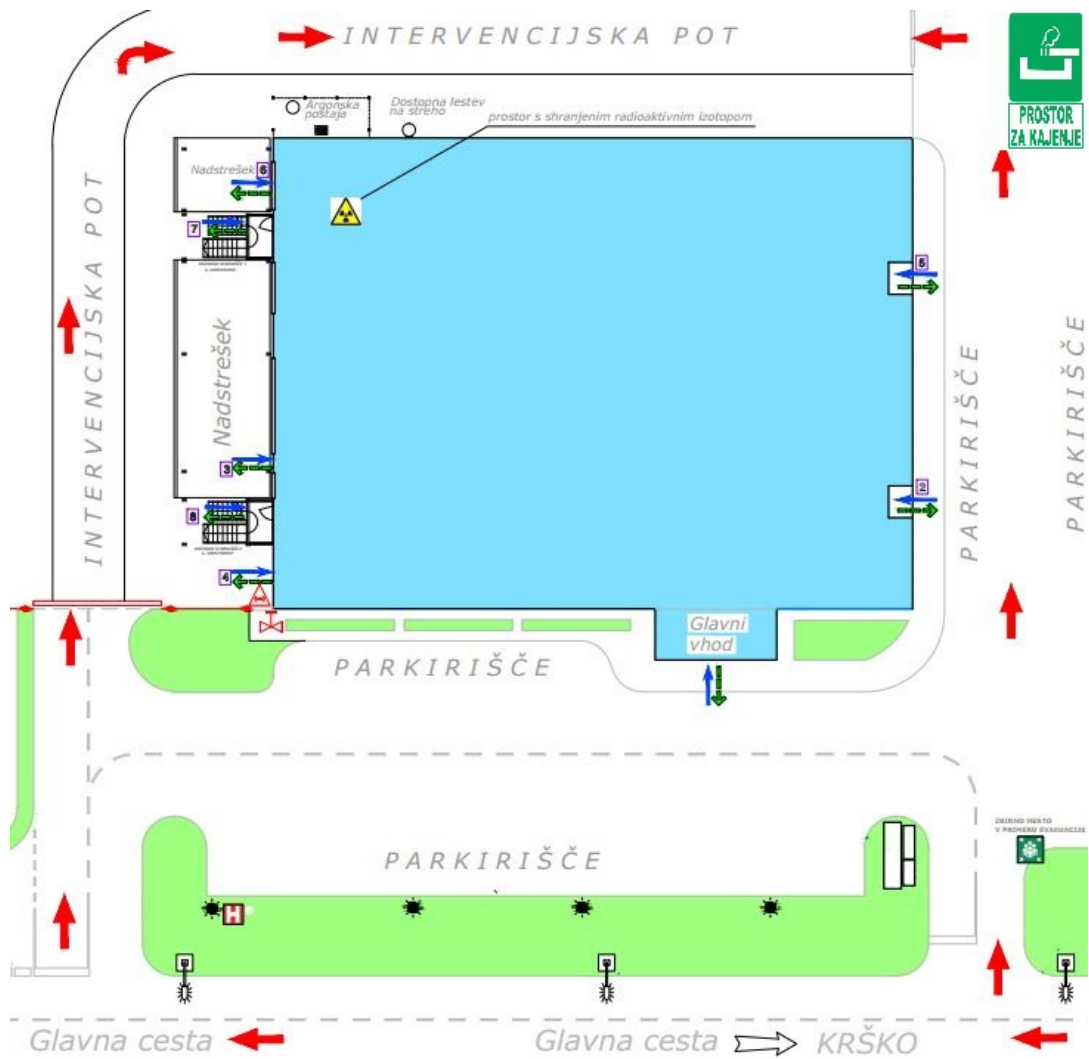 INTERVENCIJSKA POT
PROSTOR
ZA KAJENJE
Argonska
postaja
Dostopna lestev
na streho
prostor s shranjenim radioaktivnim izotopom
Nadstrešek
6
7
5
INTERVENCIJSKA POT
Nadstrešek
PARKIRIŠČE
PARKIRIŠČE
3
2
8
4
Glavni
vhod
PARKIRIŠČE
ZBIRNO MESTO
V PRIMERU EVAKUACIJE
PARKIRIŠČE
H
Glavna cesta
Glavna cesta
KRŠKO